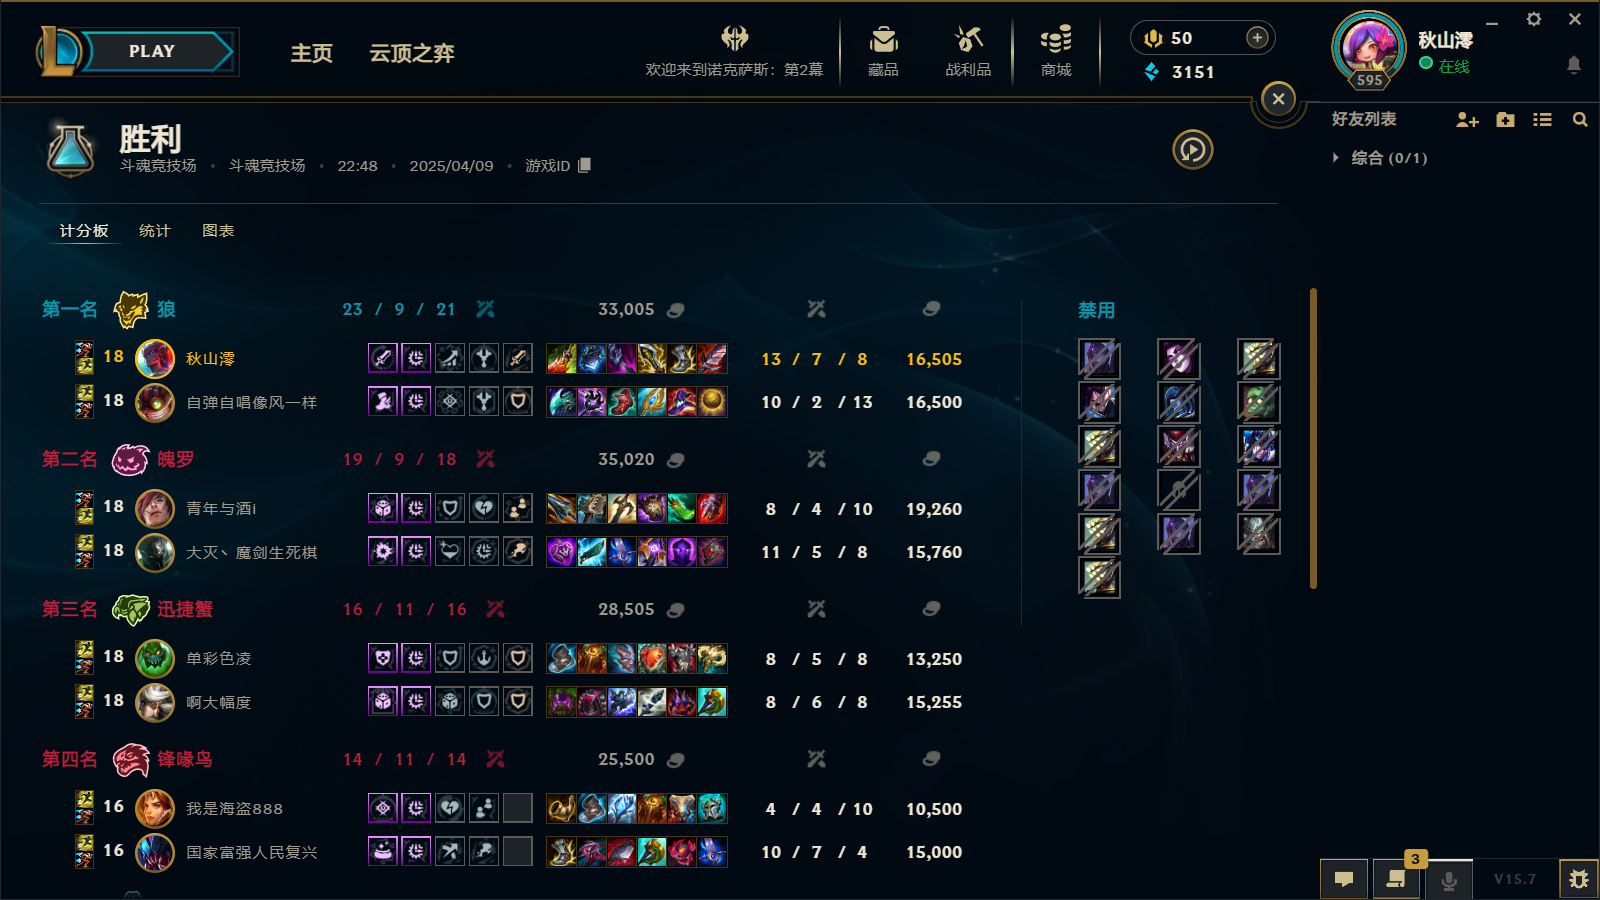 PLAY
主页
云顶之弈
欢迎来到诺克萨斯：第2幕
藏品
战利品
商城
50
3151
595
秋山澪
在线
好友列表
综合 (0/1)
胜利
斗魂竞技场 • 斗魂竞技场 • 22:48 • 2025/04/09 • 游戏ID
计分板 统计 图表
第一名 狼 23 / 9 / 21 33,005
18 秋山澪 13 / 7 / 8 16,505
18 自弹自唱像风一样 10 / 2 / 13 16,500
第二名 魄罗 19 / 9 / 18 35,020
18 青年与酒i 8 / 4 / 10 19,260
18 大灭丶魔剑生死棋 11 / 5 / 8 15,760
第三名 迅捷蟹 16 / 11 / 16 28,505
18 单彩色凌 8 / 5 / 8 13,250
18 啊大幅度 8 / 6 / 8 15,255
第四名 锋喙鸟 14 / 11 / 14 25,500
16 我是海盗888 4 / 4 / 10 10,500
16 国家富强人民复兴 10 / 7 / 4 15,000
禁用
3
V15.7